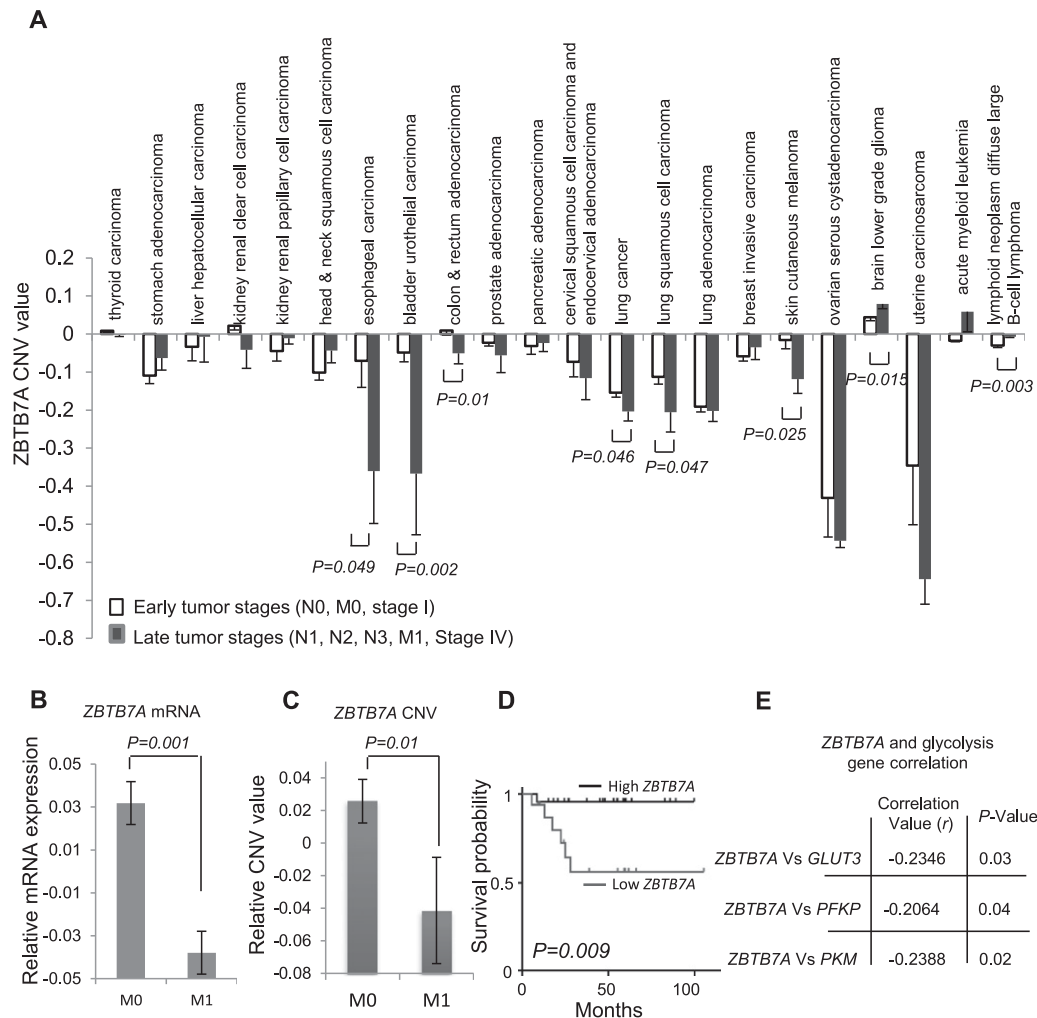 A
thyroid carcinoma
stomach adenocarcinoma
liver hepatocellular carcinoma
kidney renal clear cell carcinoma
kidney renal papillary cell carcinoma
head & neck squamous cell carcinoma
esophageal carcinoma
bladder urothelial carcinoma
colon & rectum adenocarcinoma
prostate adenocarcinoma
pancreatic adenocarcinoma
cervical squamous cell carcinoma and
endocervical adenocarcinoma
lung cancer
lung squamous cell carcinoma
lung adenocarcinoma
breast invasive carcinoma
skin cutaneous melanoma
ovarian serous cystadenocarcinoma
brain lower grade glioma
uterine carcinosarcoma
acute myeloid leukemia
lymphoid neoplasm diffuse large
B-cell lymphoma
ZBTB7A CNV value
0.2
0.1
0
-0.1
-0.2
-0.3
-0.4
-0.5
-0.6
-0.7
-0.8
P=0.049
P=0.002
P=0.01
P=0.046
P=0.047
P=0.025
P=0.015
P=0.003
Early tumor stages (N0, M0, stage I)
Late tumor stages (N1, N2, N3, M1, Stage IV)
B
ZBTB7A mRNA
P=0.001
Relative mRNA expression
0.05
0.03
0.01
-0.01
-0.03
-0.05
M0
M1
C
ZBTB7A CNV
P=0.01
Relative CNV value
0.04
0.02
0
-0.02
-0.04
-0.06
-0.08
M0
M1
D
High ZBTB7A
Low ZBTB7A
Survival probability
1
0.5
0
P=0.009
0
50
100
Months
E
ZBTB7A and glycolysis
gene correlation
Correlation
Value (r)
P-Value
ZBTB7A Vs GLUT3 -0.2346 0.03
ZBTB7A Vs PFKP -0.2064 0.04
ZBTB7A Vs PKM -0.2388 0.02